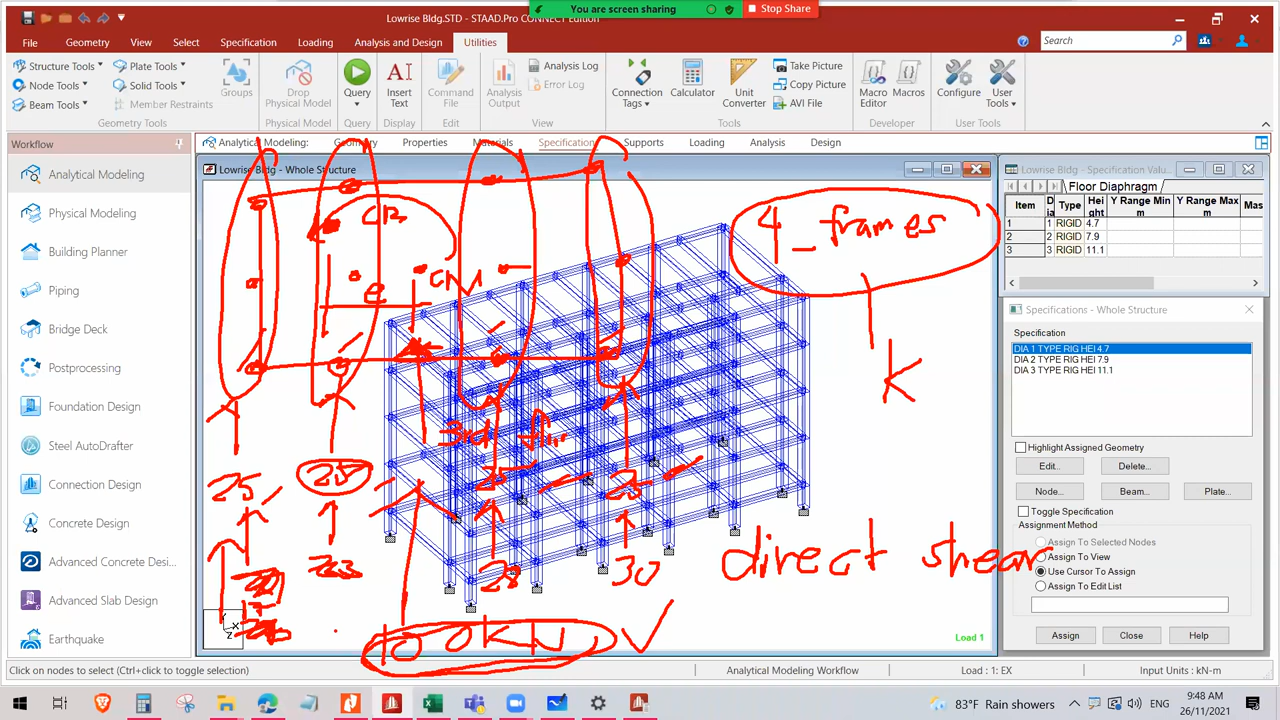 You are screen sharing
Stop Share
Lowrise Bldg.STD - STAAD.Pro CONNECT Edition
File Geometry View Select Specification Loading Analysis and Design Utilities
Search
Structure Tools
Node Tools
Beam Tools
Plate Tools
Solid Tools
Member Restraints
Groups
Geometry Tools
Drop Physical Model
Physical Model
Query
Query
Insert Text
Display
Command File
Edit
Analysis Output
Analysis Log
Error Log
View
Connection Tags
Calculator
Unit Converter
Take Picture
Copy Picture
AVI File
Tools
Macro Editor
Macros
Developer
Configure
User Tools
User Tools
Workflow
Analytical Modeling: Geometry Properties Materials Specification Supports Loading Analysis Design
Analytical Modeling
Physical Modeling
Building Planner
Piping
Bridge Deck
Postprocessing
Foundation Design
Steel AutoDrafter
Connection Design
Concrete Design
Advanced Concrete Desi...
Advanced Slab Design
Earthquake
Lowrise Bldg - Whole Structure
CR
e
CM
4 - frames
K
3rd flr
25
25
25
25
23
28
30
direct shear
100 kN
V
X
Z
Load 1
Lowrise Bldg - Specification Valu...
Floor Diaphragm
Item Dia Type Height Y Range Min m Y Range Max m Mas
1 1 RIGID 4.7
2 2 RIGID 7.9
3 3 RIGID 11.1
Specifications - Whole Structure
Specification
DIA 1 TYPE RIG HEI 4.7
DIA 2 TYPE RIG HEI 7.9
DIA 3 TYPE RIG HEI 11.1
Highlight Assigned Geometry
Edit... Delete...
Node... Beam... Plate...
Toggle Specification
Assignment Method
Assign To Selected Nodes
Assign To View
Use Cursor To Assign
Assign To Edit List
Assign Close Help
Click on nodes to select (Ctrl+click to toggle selection)
Analytical Modeling Workflow
Load : 1: EX
Input Units : kN-m
83°F Rain showers
ENG
9:48 AM
26/11/2021